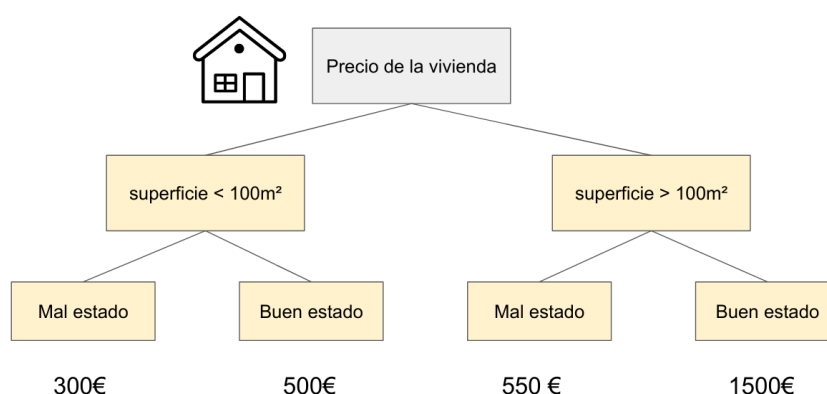 Precio de la vivienda
superficie < 100m²
superficie > 100m²
Mal estado
Buen estado
Mal estado
Buen estado
300€
500€
550 €
1500€